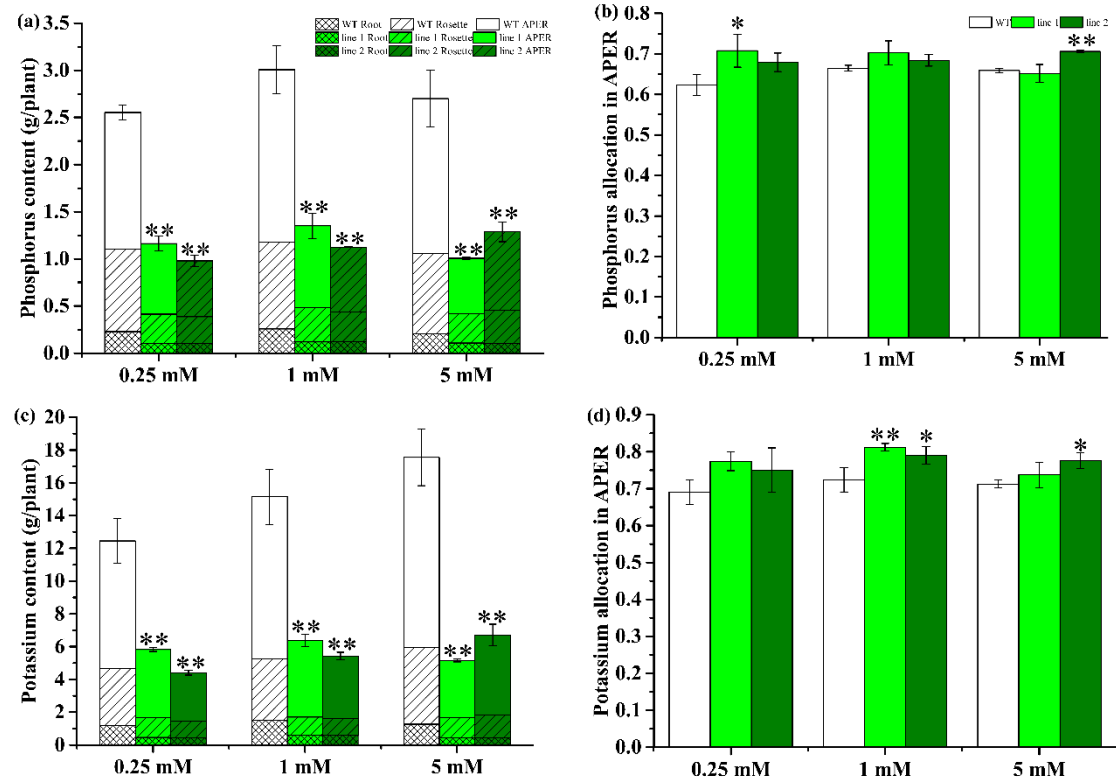 (a)
Phosphorus content (g/plant)
3.5
3.0
2.5
2.0
1.5
1.0
0.5
0.0
WT Root WT Rosette WT APER
line 1 Root line 1 Rosette line 1 APER
line 2 Root line 2 Rosette line 2 APER
** ** ** ** ** **
0.25 mM 1 mM 5 mM
(b)
Phosphorus allocation in APER
0.8
0.7
0.6
0.5
0.4
0.3
0.2
0.1
0.0
WT line 1 line 2
* **
0.25 mM 1 mM 5 mM
(c)
Potassium content (g/plant)
20
18
16
14
12
10
8
6
4
2
0
** ** ** ** ** **
0.25 mM 1 mM 5 mM
(d)
Potassium allocation in APER
0.9
0.8
0.7
0.6
0.5
0.4
0.3
0.2
0.1
0.0
** * *
0.25 mM 1 mM 5 mM